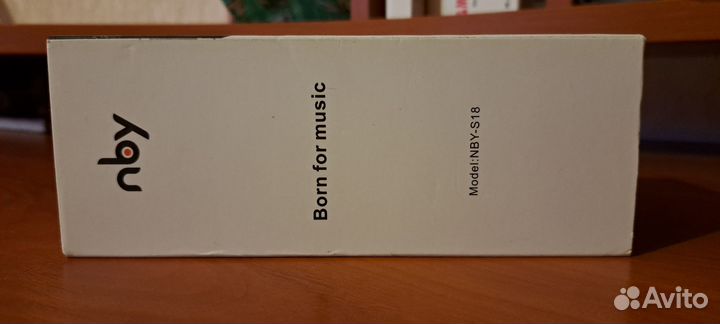 nby
Born for music
Model:NBY-S18
Avito